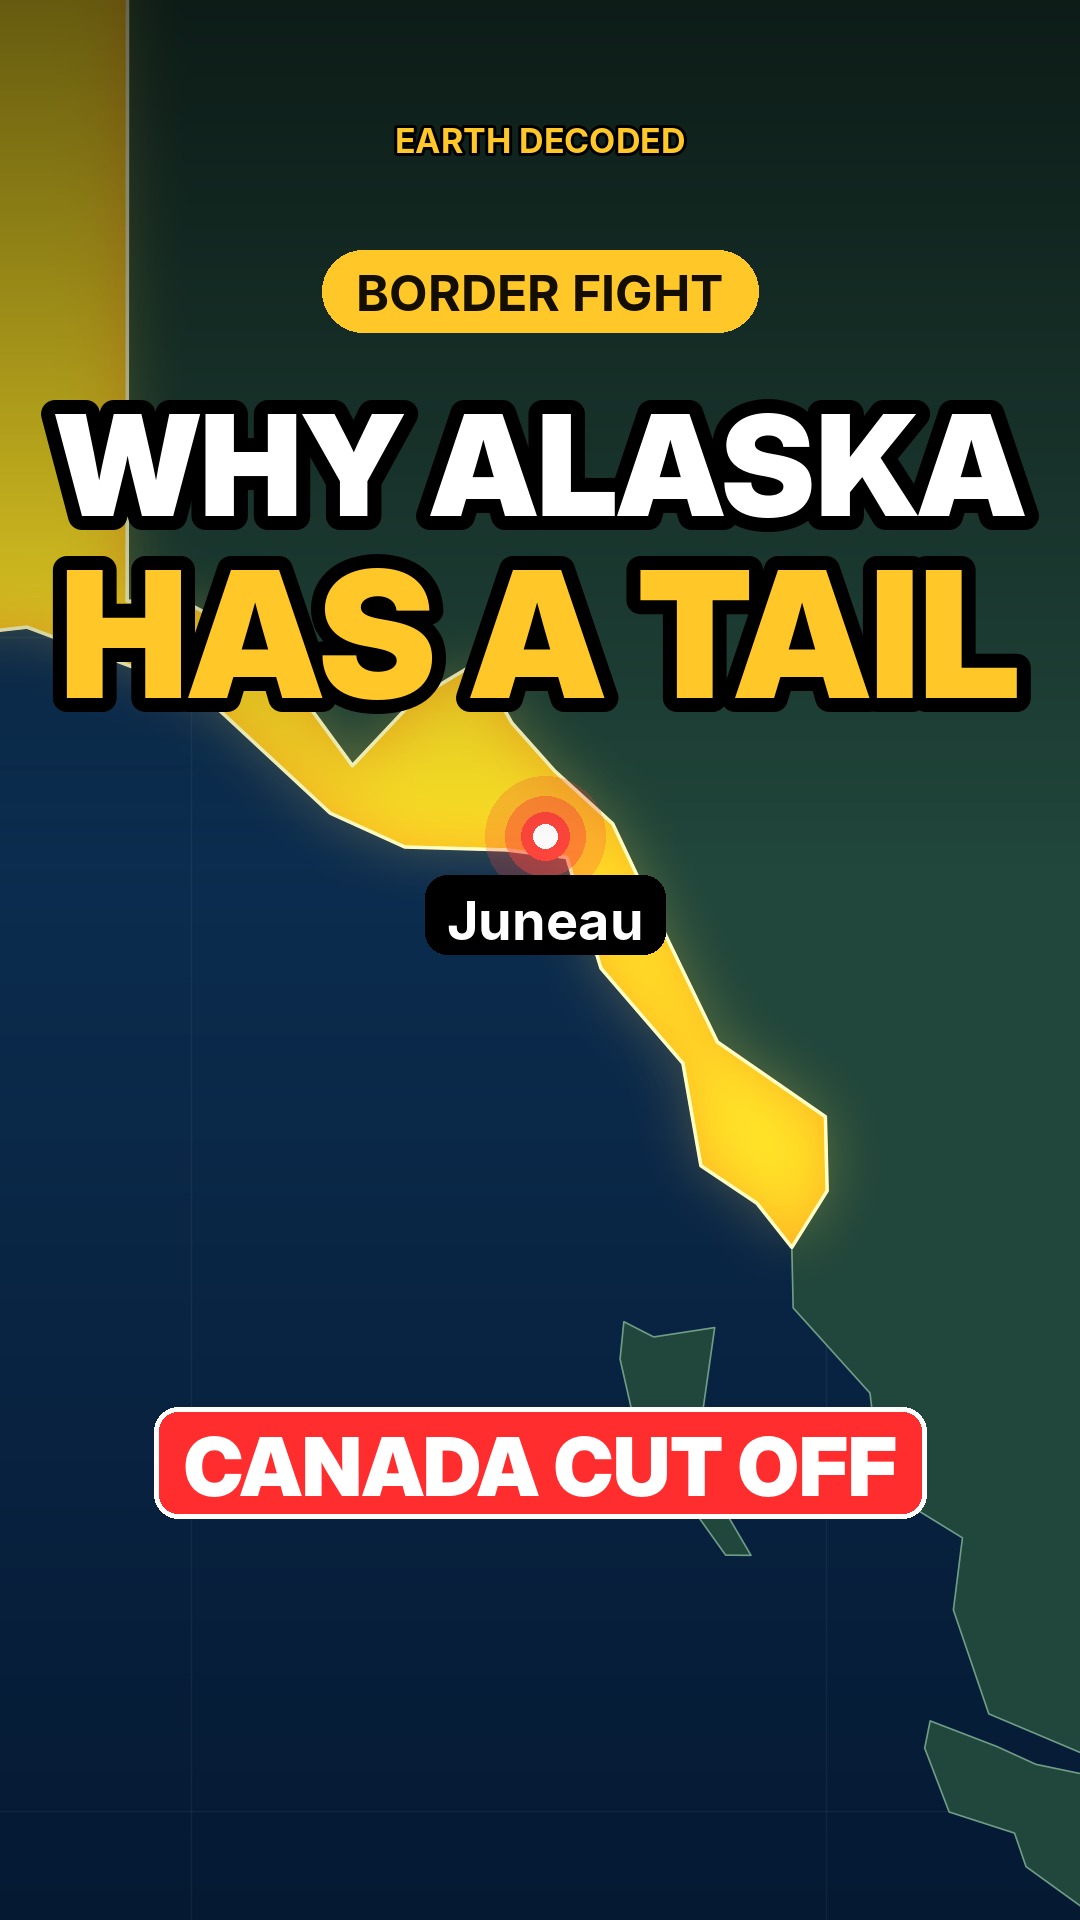 EARTH DECODED
BORDER FIGHT
WHY ALASKA
HAS A TAIL
Juneau
CANADA CUT OFF